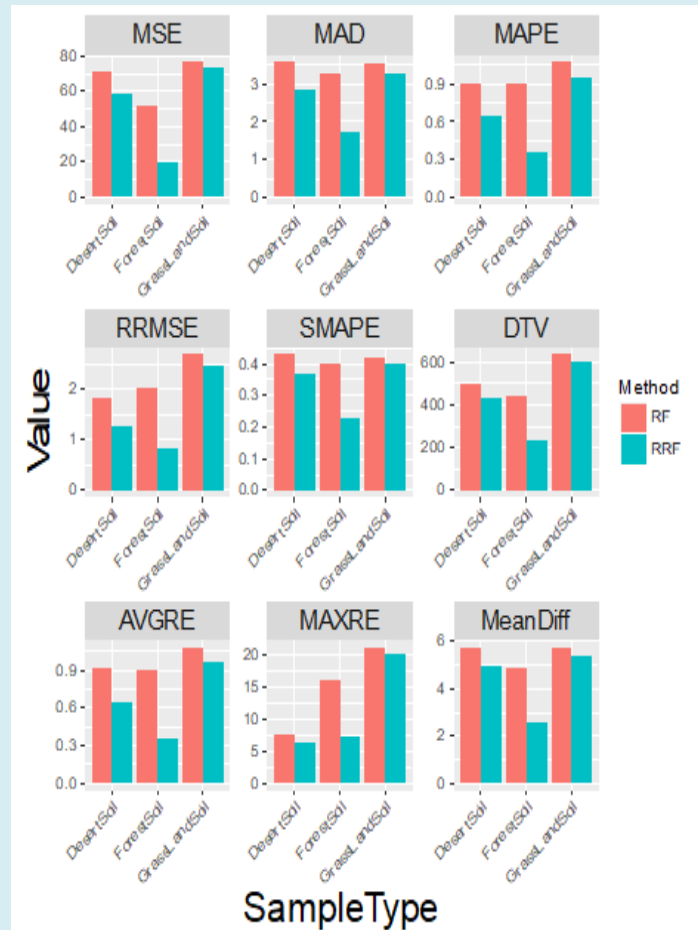 MSE MAD MAPE
80
60
40
20
0
3
2
1
0
0.9
0.6
0.3
0.0
DesertSoil ForestSoil GrassLandSoil
DesertSoil ForestSoil GrassLandSoil
DesertSoil ForestSoil GrassLandSoil
RRMSE SMAPE DTV
2
1
0
0.4
0.3
0.2
0.1
0.0
600
400
200
0
DesertSoil ForestSoil GrassLandSoil
DesertSoil ForestSoil GrassLandSoil
DesertSoil ForestSoil GrassLandSoil
Value
Method
RF
RRF
AVGRE MAXRE MeanDiff
0.9
0.6
0.3
0.0
20
15
10
5
0
6
4
2
0
DesertSoil ForestSoil GrassLandSoil
DesertSoil ForestSoil GrassLandSoil
DesertSoil ForestSoil GrassLandSoil
SampleType